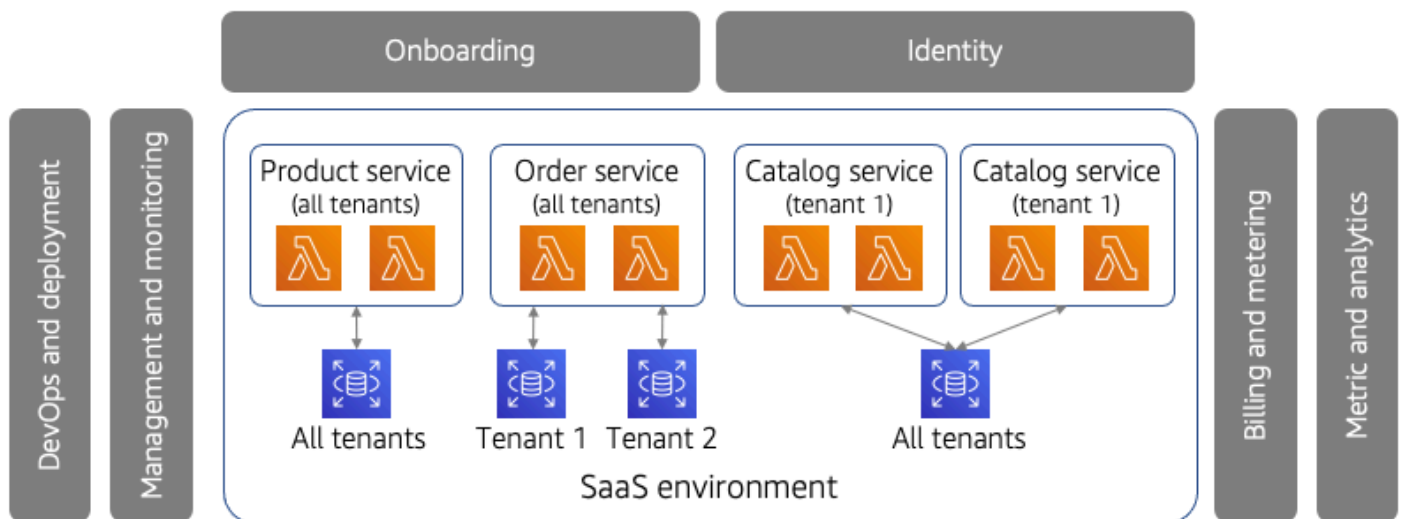 Onboarding
Identity
DevOps and deployment
Management and monitoring
Product service
(all tenants)
Order service
(all tenants)
Catalog service
(tenant 1)
Catalog service
(tenant 1)
All tenants
Tenant 1
Tenant 2
All tenants
SaaS environment
Billing and metering
Metric and analytics